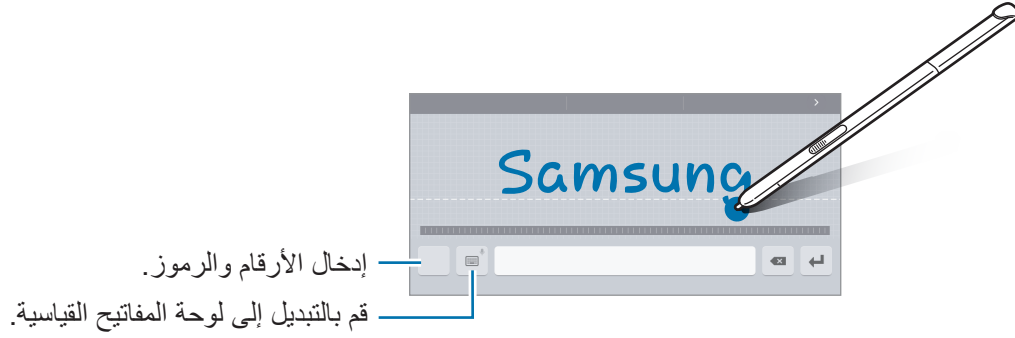 Samsung
إدخال الأرقام والرموز.
قم بالتبديل إلى لوحة المفاتيح القياسية.